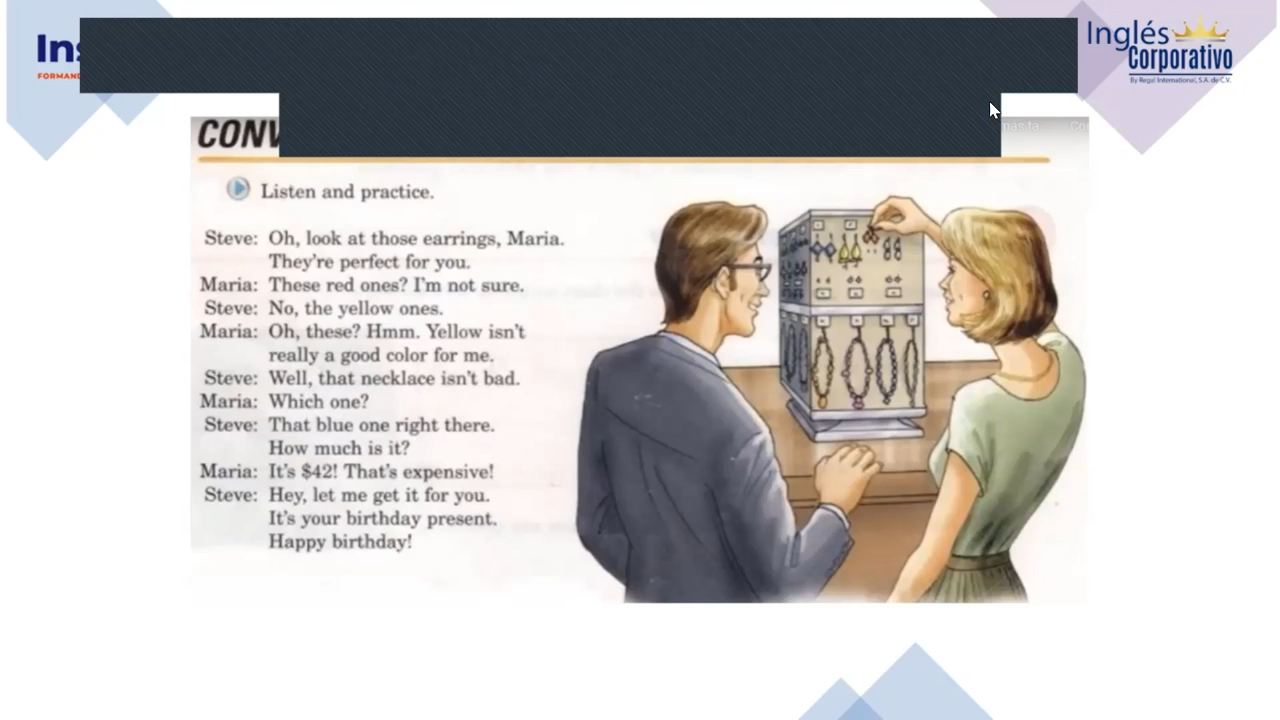 Inglés
Corporativo
By Regal International, S.A. de C.V.
Listen and practice.
Steve: Oh, look at those earrings, Maria.
They're perfect for you.
Maria: These red ones? I'm not sure.
Steve: No, the yellow ones.
Maria: Oh, these? Hmm. Yellow isn't
really a good color for me.
Steve: Well, that necklace isn't bad.
Maria: Which one?
Steve: That blue one right there.
How much is it?
Maria: It's $42! That's expensive!
Steve: Hey, let me get it for you.
It's your birthday present.
Happy birthday!